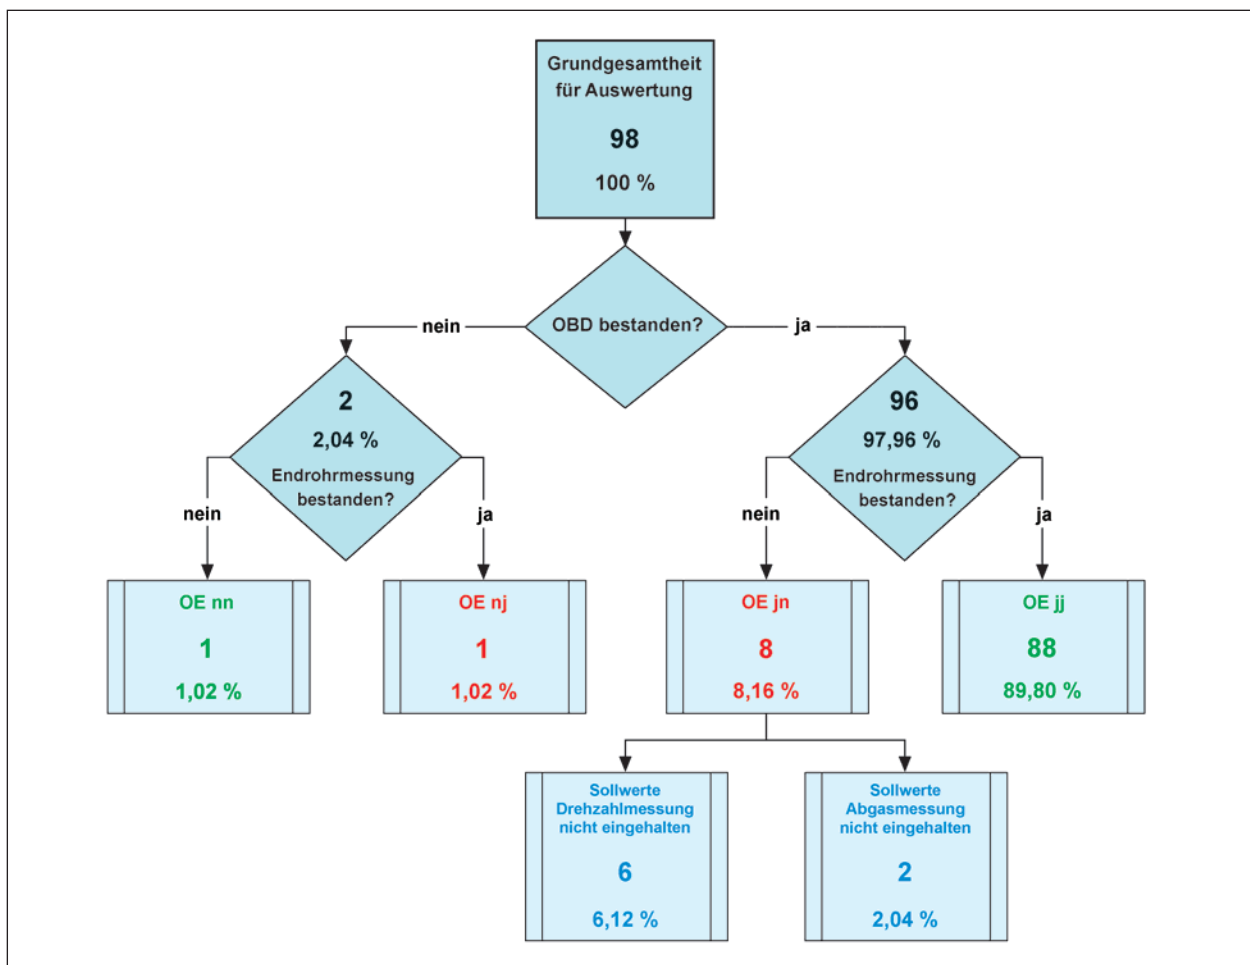 Grundgesamtheit
für Auswertung
98
100 %
OBD bestanden?
nein
ja
2
2,04 %
Endrohrmessung
bestanden?
96
97,96 %
Endrohrmessung
bestanden?
nein
ja
nein
ja
OE nn
1
1,02 %
OE nj
1
1,02 %
OE jn
8
8,16 %
OE jj
88
89,80 %
Sollwerte
Drehzahlmessung
nicht eingehalten
6
6,12 %
Sollwerte
Abgasmessung
nicht eingehalten
2
2,04 %